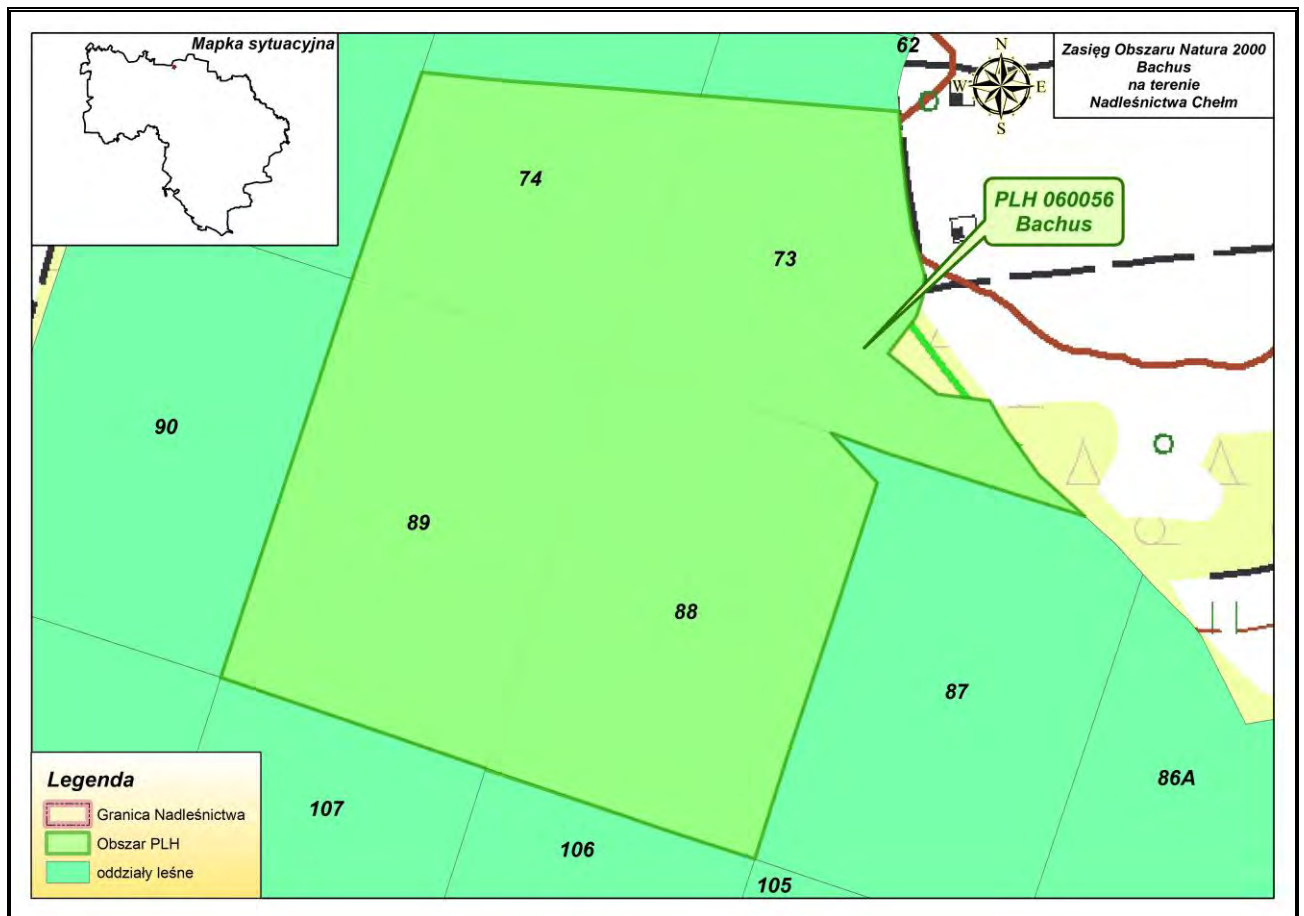 Mapka sytuacyjna
62
N
W
E
S
Zasięg Obszaru Natura 2000
Bachus
na terenie
Nadleśnictwa Chełm
74
PLH 060056
Bachus
73
90
89
88
87
86A
Legenda
Granica Nadleśnictwa
Obszar PLH
oddziały leśne
107
106
105